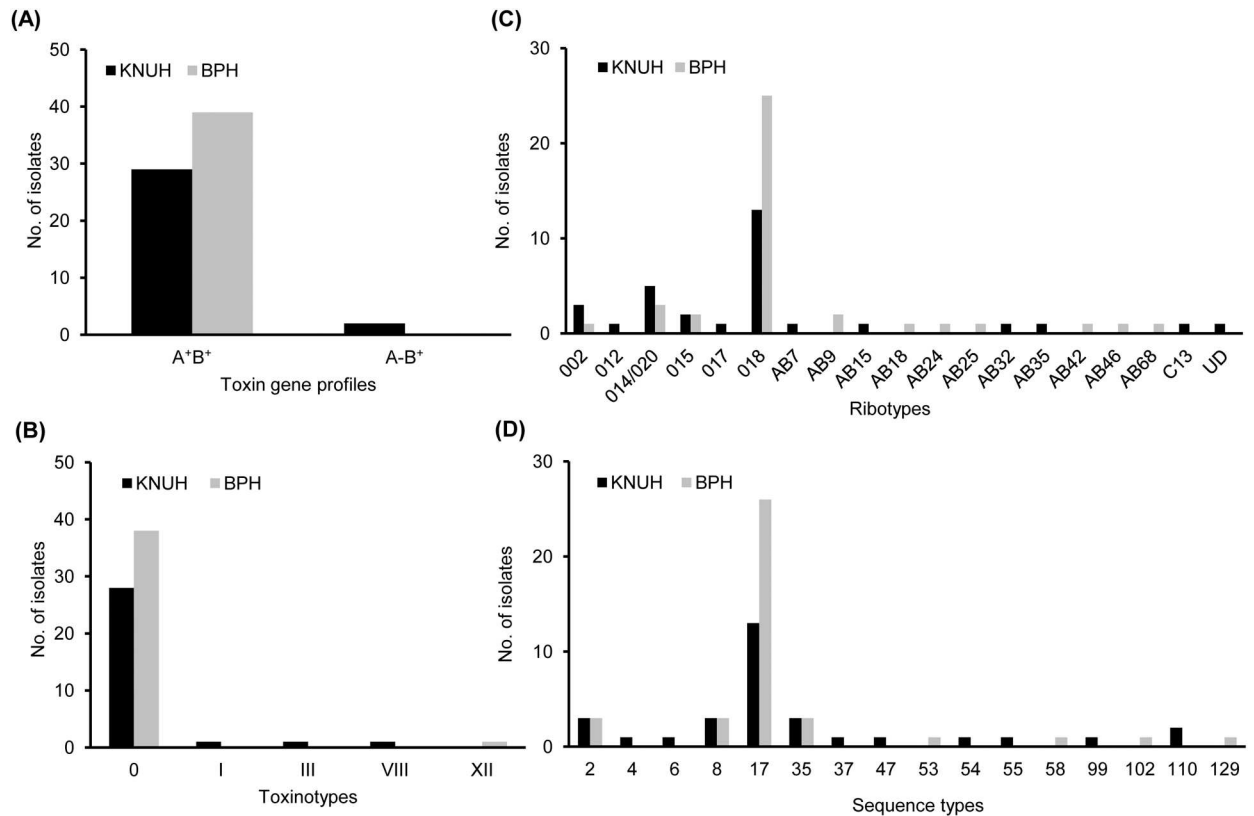 (A)
50
40
30
20
10
0
No. of isolates
KNUH BPH
A⁺B⁺ A-B⁺
Toxin gene profiles
(B)
50
40
30
20
10
0
No. of isolates
KNUH BPH
0 I III VIII XII
Toxinotypes
(C)
30
20
10
0
No. of isolates
KNUH BPH
002 012 014/020 015 017 018 AB7 AB9 AB15 AB18 AB24 AB25 AB32 AB35 AB42 AB46 AB68 C13 UD
Ribotypes
(D)
30
20
10
0
No. of isolates
KNUH BPH
2 4 6 8 17 35 37 47 53 54 55 58 99 102 110 129
Sequence types